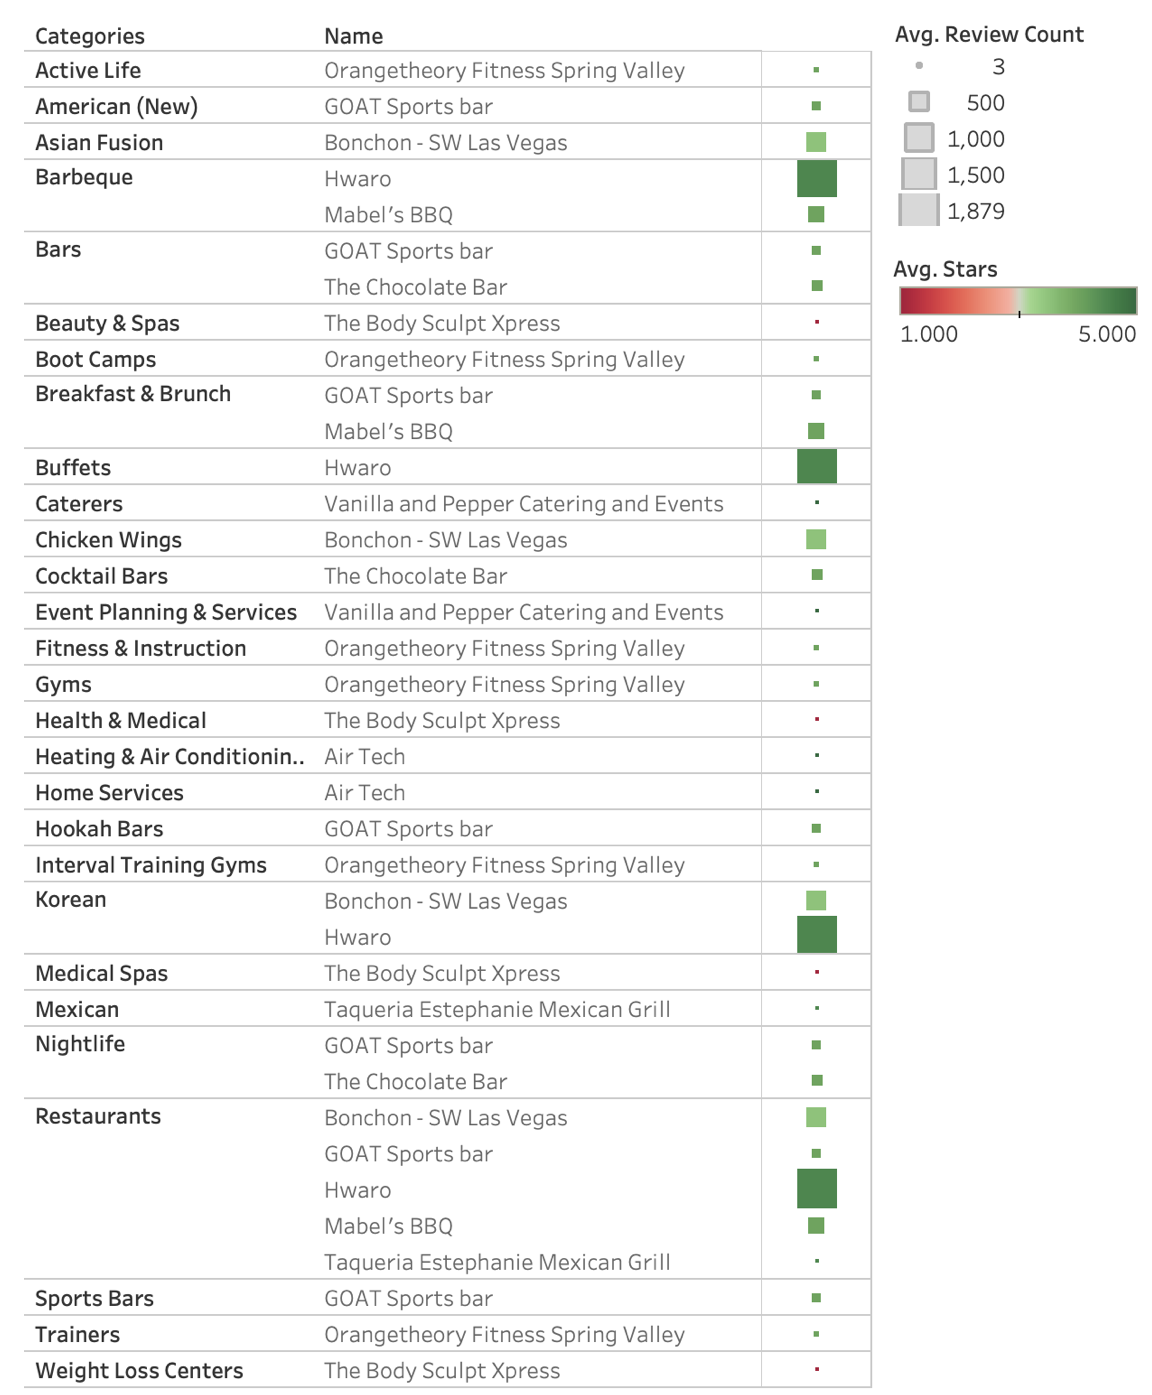 Categories Name
Active Life Orangetheory Fitness Spring Valley
American (New) GOAT Sports bar
Asian Fusion Bonchon - SW Las Vegas
Barbeque Hwaro
Mabel’s BBQ
Bars GOAT Sports bar
The Chocolate Bar
Beauty & Spas The Body Sculpt Xpress
Boot Camps Orangetheory Fitness Spring Valley
Breakfast & Brunch GOAT Sports bar
Mabel’s BBQ
Buffets Hwaro
Caterers Vanilla and Pepper Catering and Events
Chicken Wings Bonchon - SW Las Vegas
Cocktail Bars The Chocolate Bar
Event Planning & Services Vanilla and Pepper Catering and Events
Fitness & Instruction Orangetheory Fitness Spring Valley
Gyms Orangetheory Fitness Spring Valley
Health & Medical The Body Sculpt Xpress
Heating & Air Conditionin.. Air Tech
Home Services Air Tech
Hookah Bars GOAT Sports bar
Interval Training Gyms Orangetheory Fitness Spring Valley
Korean Bonchon - SW Las Vegas
Hwaro
Medical Spas The Body Sculpt Xpress
Mexican Taqueria Estephanie Mexican Grill
Nightlife GOAT Sports bar
The Chocolate Bar
Restaurants Bonchon - SW Las Vegas
GOAT Sports bar
Hwaro
Mabel’s BBQ
Taqueria Estephanie Mexican Grill
Sports Bars GOAT Sports bar
Trainers Orangetheory Fitness Spring Valley
Weight Loss Centers The Body Sculpt Xpress
Avg. Review Count
3
500
1,000
1,500
1,879
Avg. Stars
1.000 5.000